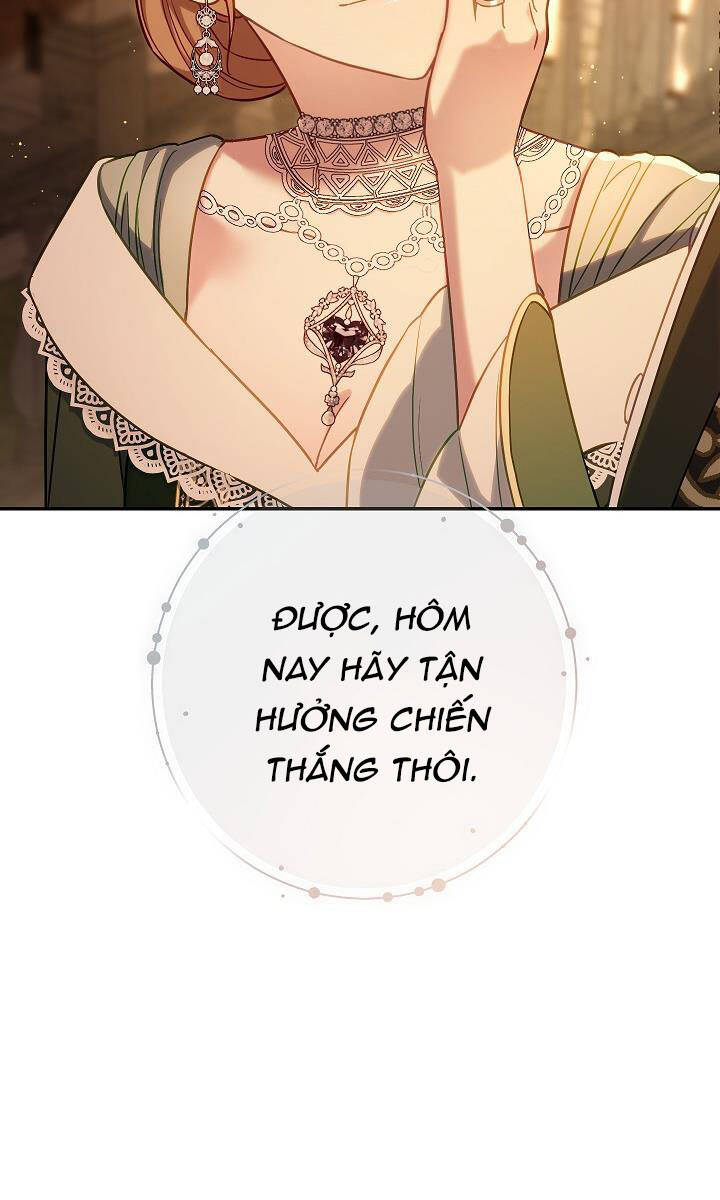 ĐƯỢC, HÔM
NAY HÃY TẬN
HƯỞNG CHIẾN
THẮNG THÔI.